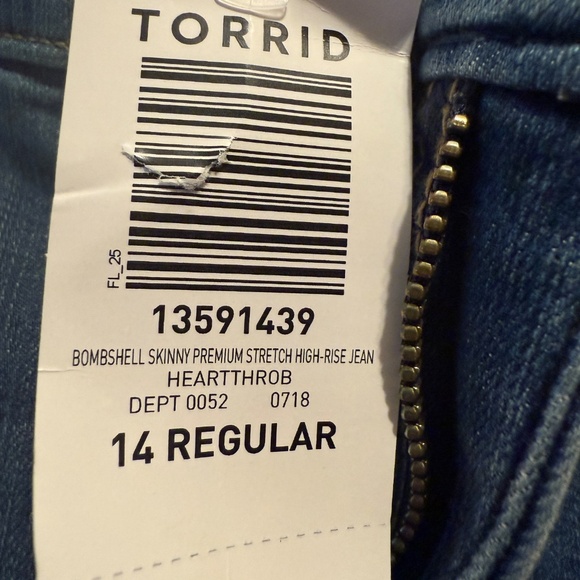 TORRID
FL_25
13591439
BOMBSHELL SKINNY PREMIUM STRETCH HIGH-RISE JEAN
HEARTTHROB
DEPT 0052 0718
14 REGULAR